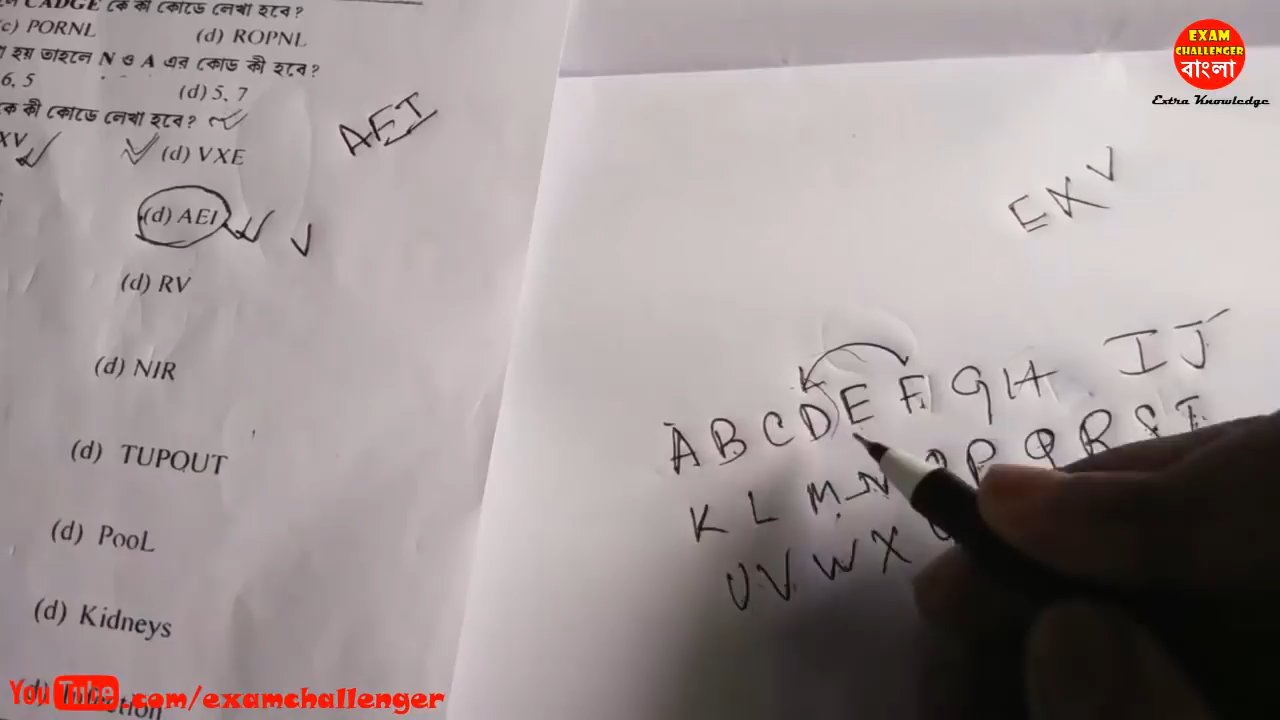 CADGE কে কী কোডে লেখা হবে?
(c) PORNL (d) ROPNL
হয় তাহলে N ও A এর কোড কী হবে?
6, 5 (d) 5, 7
কে কী কোডে লেখা হবে?
XV (d) VXE
(d) AEI
(d) RV
(d) NIR
(d) TUPOUT
(d) PooL
(d) Kidneys
AEI
EXV
A B C D E F G H I J
K L M N O P Q R S T
U V W X
EXAM
CHALLENGER
বাংলা
Extra Knowledge
YouTube.com/examchallenger